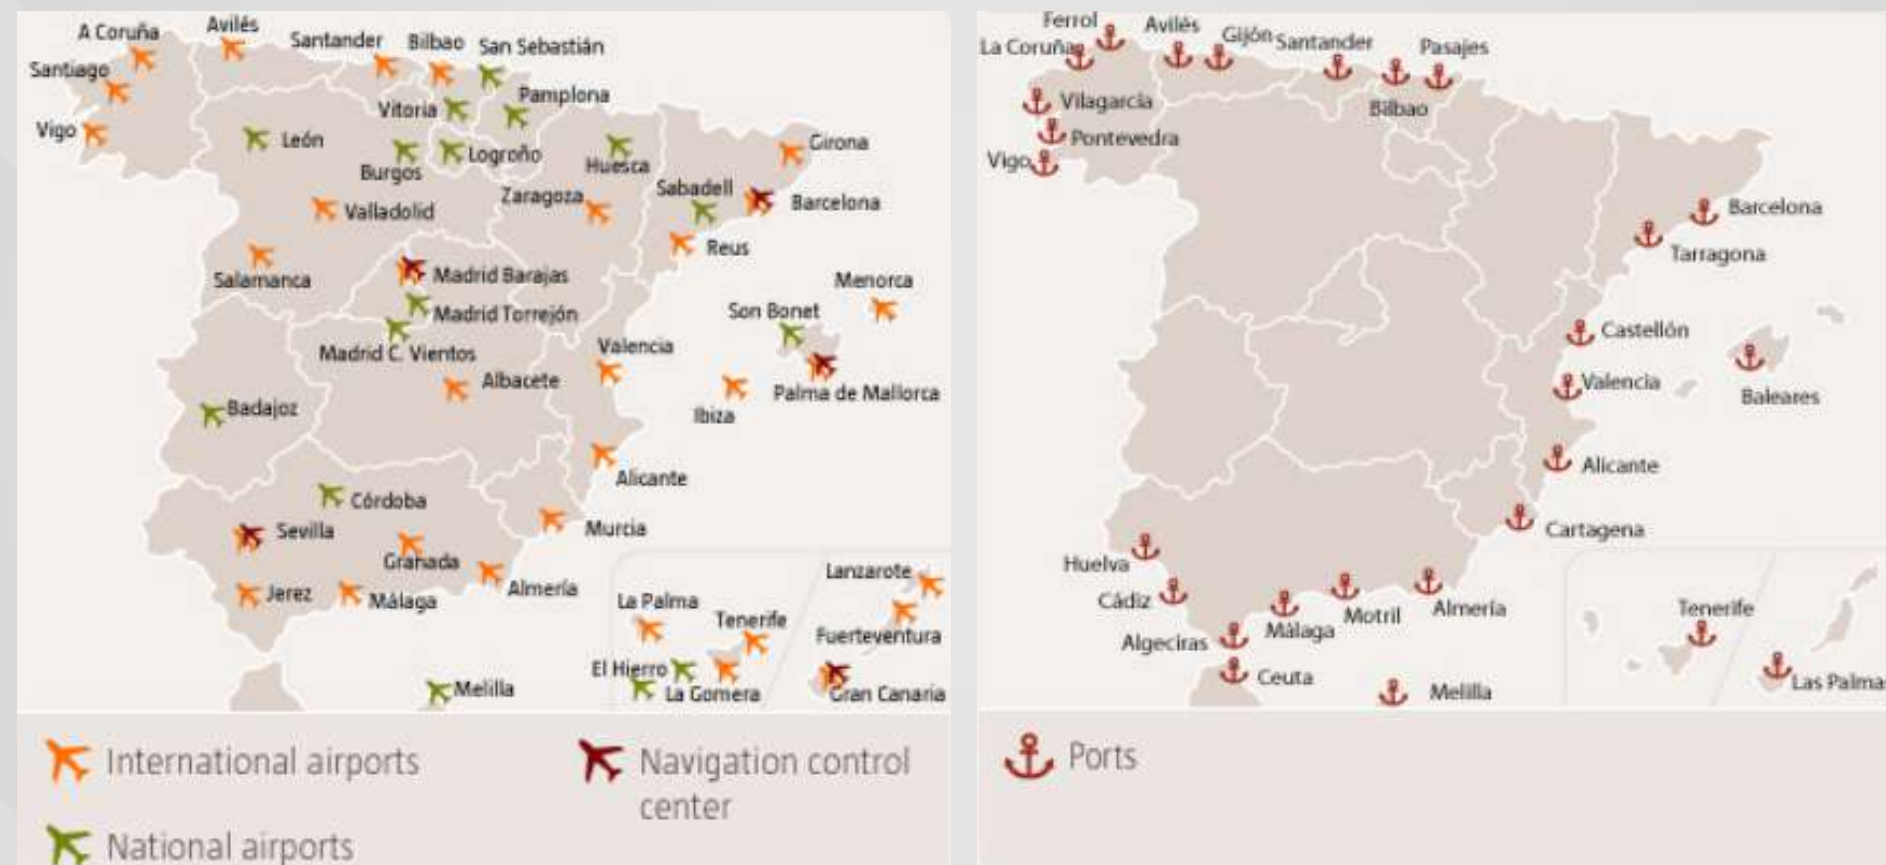 A Coruña
Avilés
Santander
Bilbao
San Sebastián
Santiago
Vitoria
Pamplona
Vigo
León
Burgos
Logroño
Huesca
Girona
Zaragoza
Sabadell
Barcelona
Valladolid
Reus
Salamanca
Madrid Barajas
Menorca
Madrid Torrejón
Son Bonet
Madrid C. Vientos
Valencia
Albacete
Palma de Mallorca
Ibiza
Badajoz
Alicante
Córdoba
Sevilla
Murcia
Granada
Jerez
Málaga
Almería
La Palma
Tenerife
Lanzarote
Fuerteventura
El Hierro
La Gomera
Gran Canaria
Melilla
International airports
Navigation control
center
National airports
Ferrol
Avilés
Gijón
Santander
Pasajes
La Coruña
Bilbao
Vilagarcía
Pontevedra
Vigo
Barcelona
Tarragona
Castellón
Valencia
Baleares
Alicante
Cartagena
Huelva
Cádiz
Algeciras
Málaga
Motril
Almería
Tenerife
Ceuta
Melilla
Las Palma
Ports